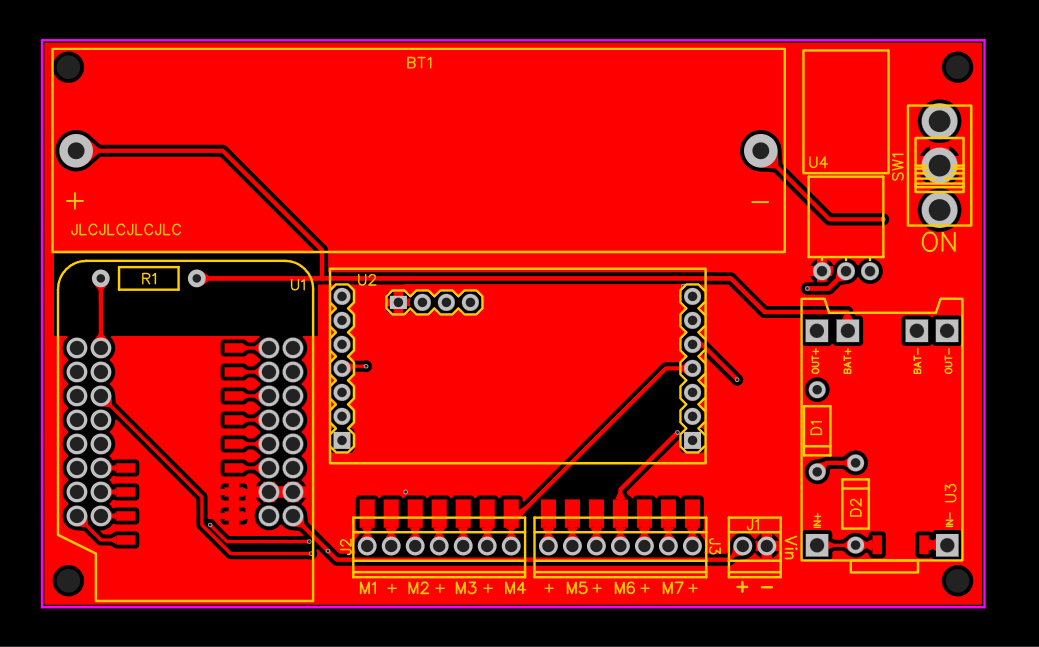 BT1
U4
SW1
+
−
JLCJLCJLCJLC
ON
R1
U1
U2
OUT+
BAT+
BAT-
OUT-
D1
D2
U3
IN+
IN-
J2
J3
J1
Vin
M1 + M2 + M3 + M4 + M5 + M6 + M7 +
+ −